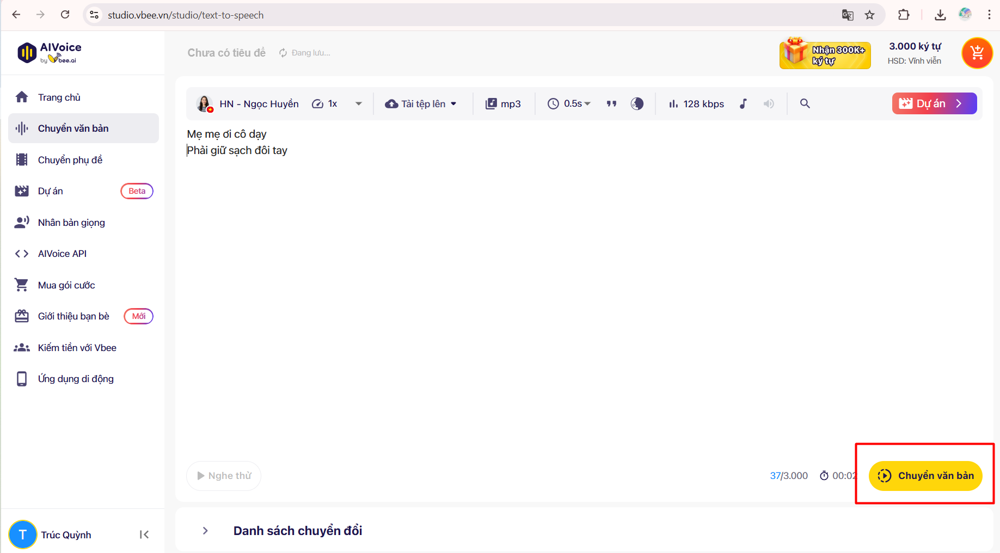 studio.vbee.vn/studio/text-to-speech
AIVoice
by Vbee.ai
Chưa có tiêu đề
Đang lưu...
Nhận 300K+
ký tự
3.000 ký tự
HSD: Vĩnh viễn
Trang chủ
Chuyển văn bản
Chuyển phụ đề
Dự án
Beta
Nhân bản giọng
AIVoice API
Mua gói cước
Giới thiệu bạn bè
Mới
Kiếm tiền với Vbee
Ứng dụng di động
T
Trúc Quỳnh
HN - Ngọc Huyền
1x
Tải tệp lên
mp3
0.5s
128 kbps
Dự án
Mẹ mẹ ơi cô dạy
Phải giữ sạch đôi tay
Nghe thử
37/3.000
00:02
Chuyển văn bản
Danh sách chuyển đổi